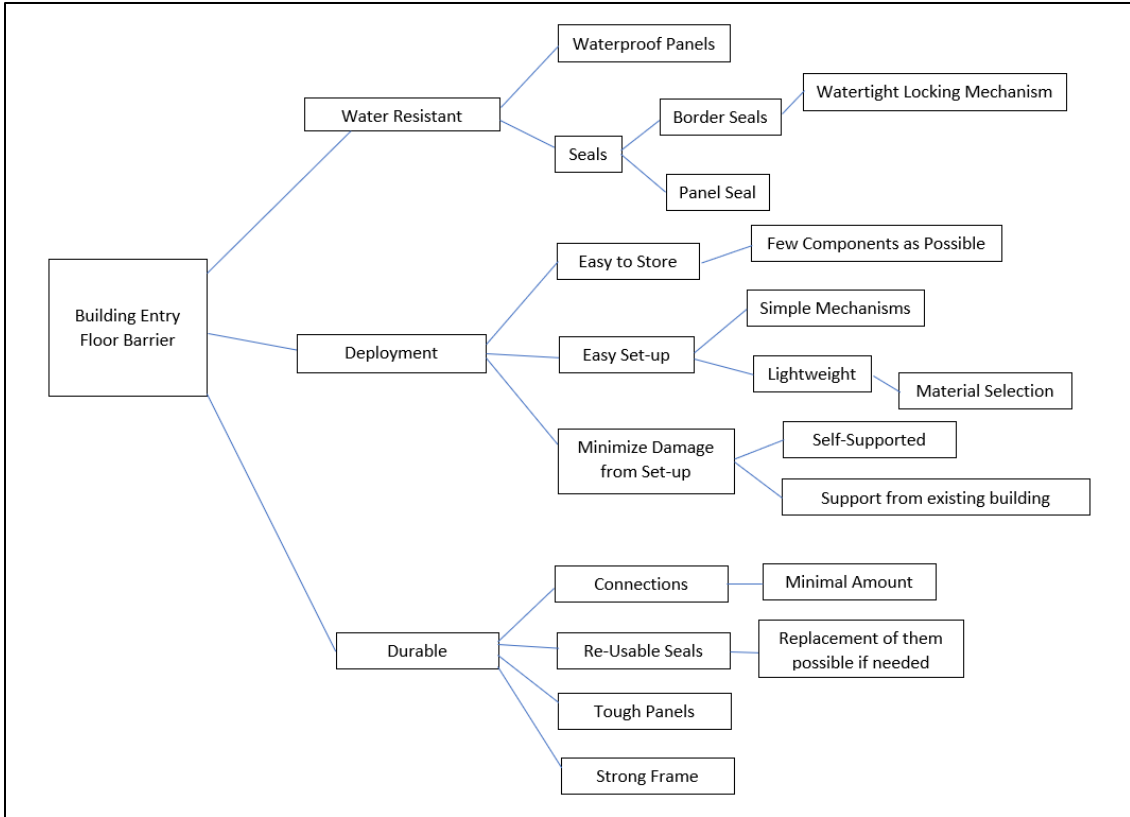 Building Entry
Floor Barrier
Water Resistant
Waterproof Panels
Seals
Border Seals
Watertight Locking Mechanism
Panel Seal
Deployment
Easy to Store
Few Components as Possible
Easy Set-up
Simple Mechanisms
Lightweight
Material Selection
Minimize Damage
from Set-up
Self-Supported
Support from existing building
Durable
Connections
Minimal Amount
Re-Usable Seals
Replacement of them
possible if needed
Tough Panels
Strong Frame